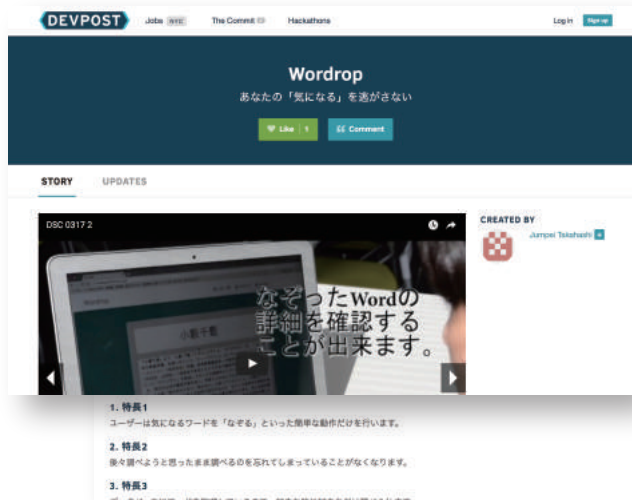 DEVPOST Jobs NYC The Commit Hackathons Log in Sign up
Wordrop
あなたの「気になる」を逃がさない
Like 1 Comment
STORY UPDATES
DSC 0317 2
CREATED BY
Jumpei Takahashi
Wordrop
なぞったWordの
詳細を確認する
ことが出来ます。
1. 特長1
ユーザーは気になるワードを「なぞる」といった簡単な動作だけを行います。
2. 特長2
後々調べようと思ったまま調べるのを忘れてしまっていることがなくなります。
3. 特長3